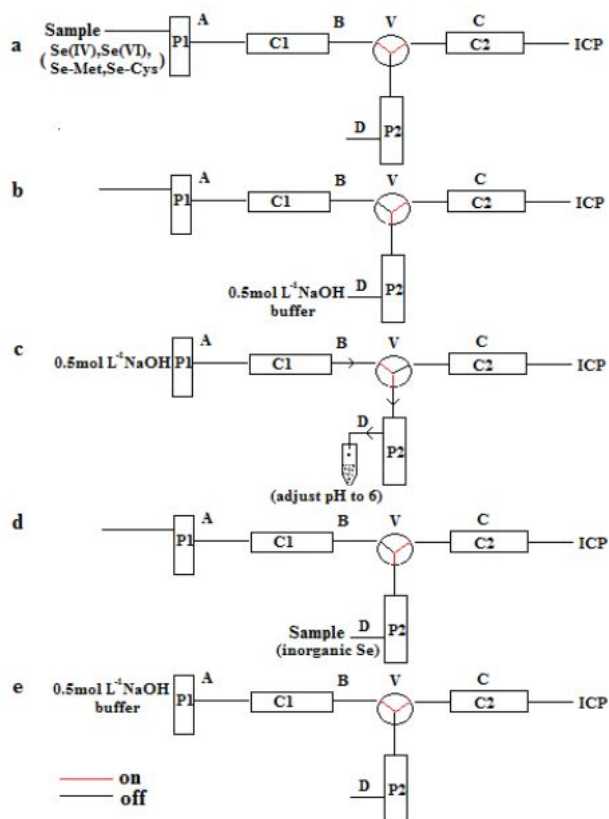 a
Sample
(Se(IV),Se(VI),
Se-Met,Se-Cys)
P1
A
C1
B
V
C
C2
ICP
D
P2
b
P1
A
C1
B
V
C
C2
ICP
0.5mol L⁻¹NaOH
buffer
D
P2
c
0.5mol L⁻¹NaOH
P1
A
C1
B
V
C
C2
ICP
D
P2
(adjust pH to 6)
d
P1
A
C1
B
V
C
C2
ICP
Sample
(inorganic Se)
D
P2
e
0.5mol L⁻¹NaOH
buffer
P1
A
C1
B
V
C
C2
ICP
D
P2
on
off